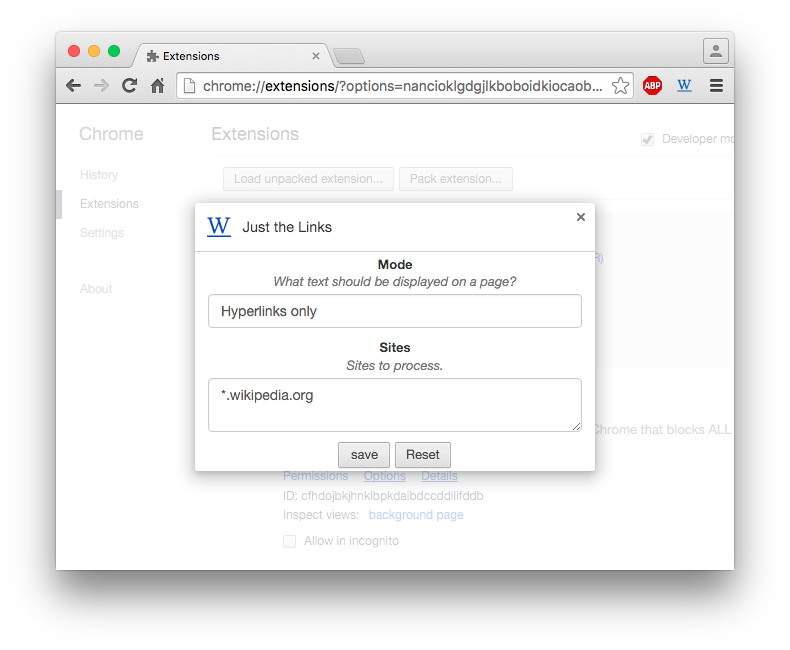 Extensions
chrome://extensions/?options=nancioklgdgjlkboboidkiocaob...
ABP
W
Chrome
Extensions
Developer mo
History
Extensions
Settings
About
Load unpacked extension...
Pack extension...
W
Just the Links
R)
Mode
What text should be displayed on a page?
Hyperlinks only
Sites
Sites to process.
*.wikipedia.org
Chrome that blocks ALL
save
Reset
Permissions Options Details
ID: cfhdojbkjhnklbpkdaibdccddilifddb
Inspect views: background page
Allow in incognito